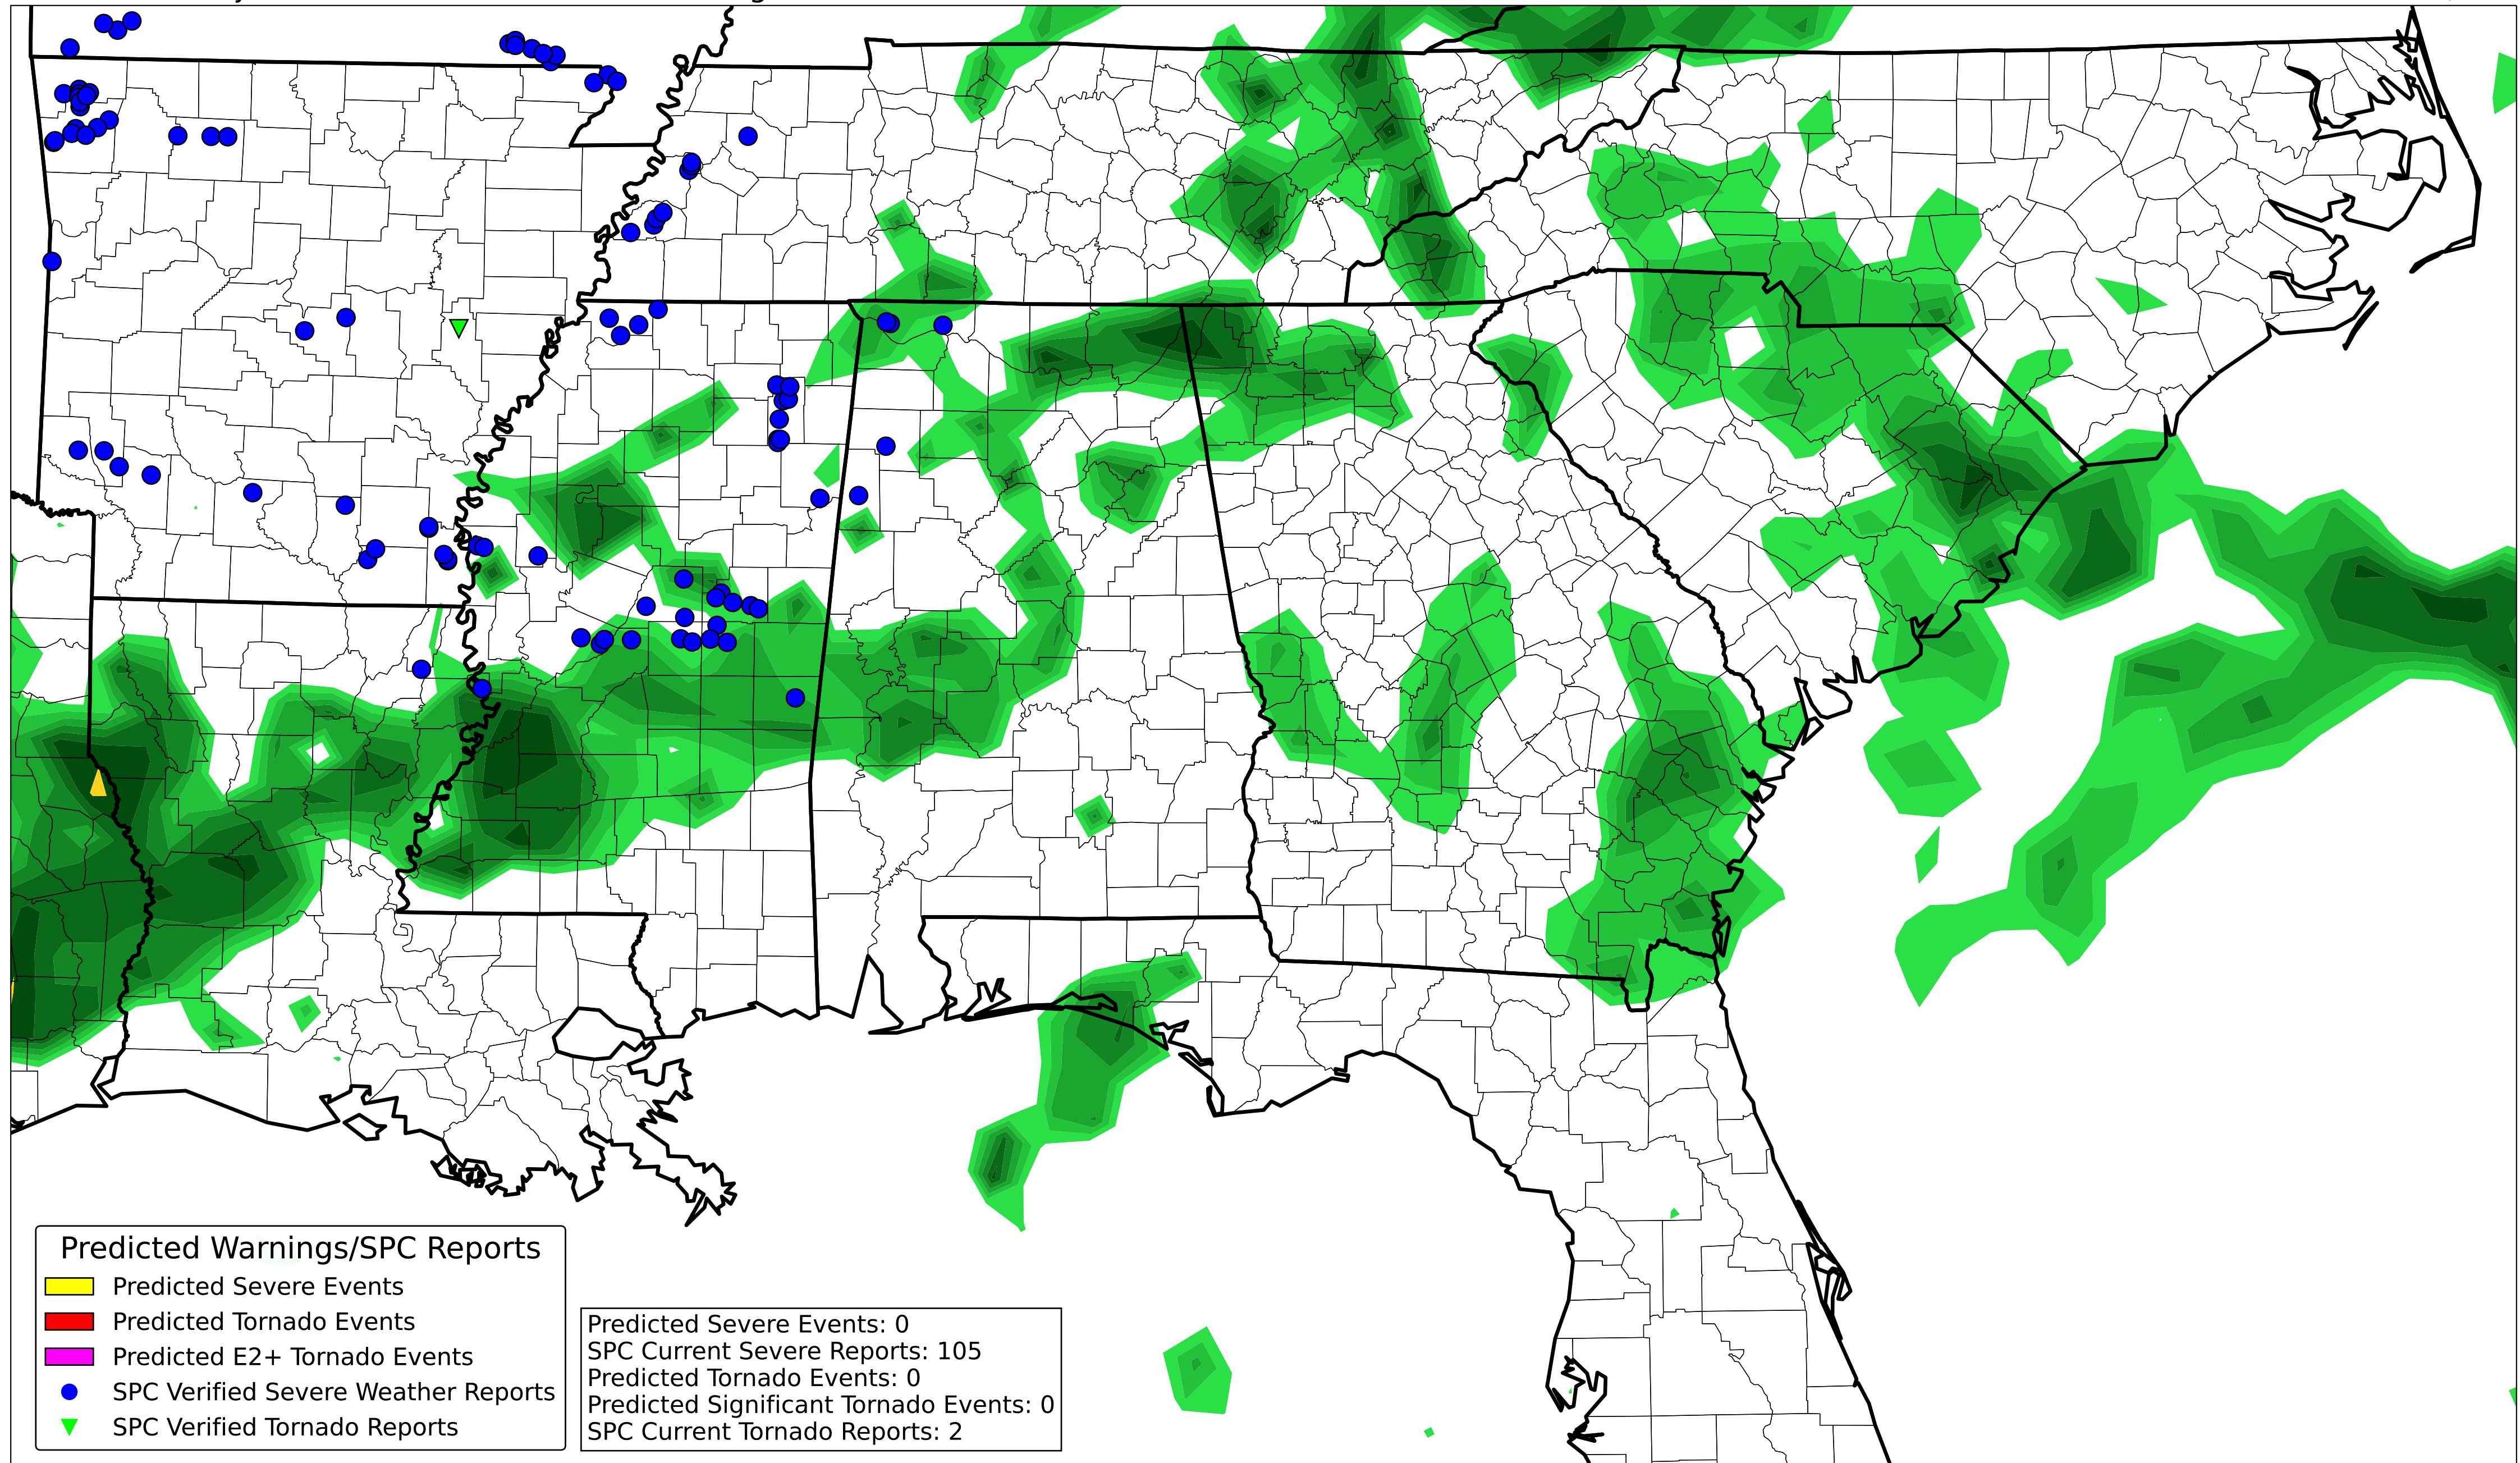 Predicted Warnings/SPC Reports
Predicted Severe Events
Predicted Tornado Events
Predicted E2+ Tornado Events
SPC Verified Severe Weather Reports
SPC Verified Tornado Reports
Predicted Severe Events: 0
SPC Current Severe Reports: 105
Predicted Tornado Events: 0
Predicted Significant Tornado Events: 0
SPC Current Tornado Reports: 2